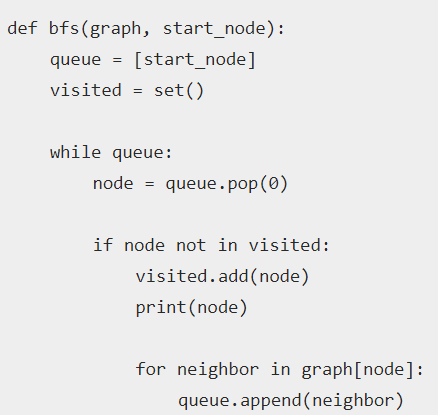 def bfs(graph, start_node):
    queue = [start_node]
    visited = set()
    while queue:
        node = queue.pop(0)
        if node not in visited:
            visited.add(node)
            print(node)
            for neighbor in graph[node]:
                queue.append(neighbor)